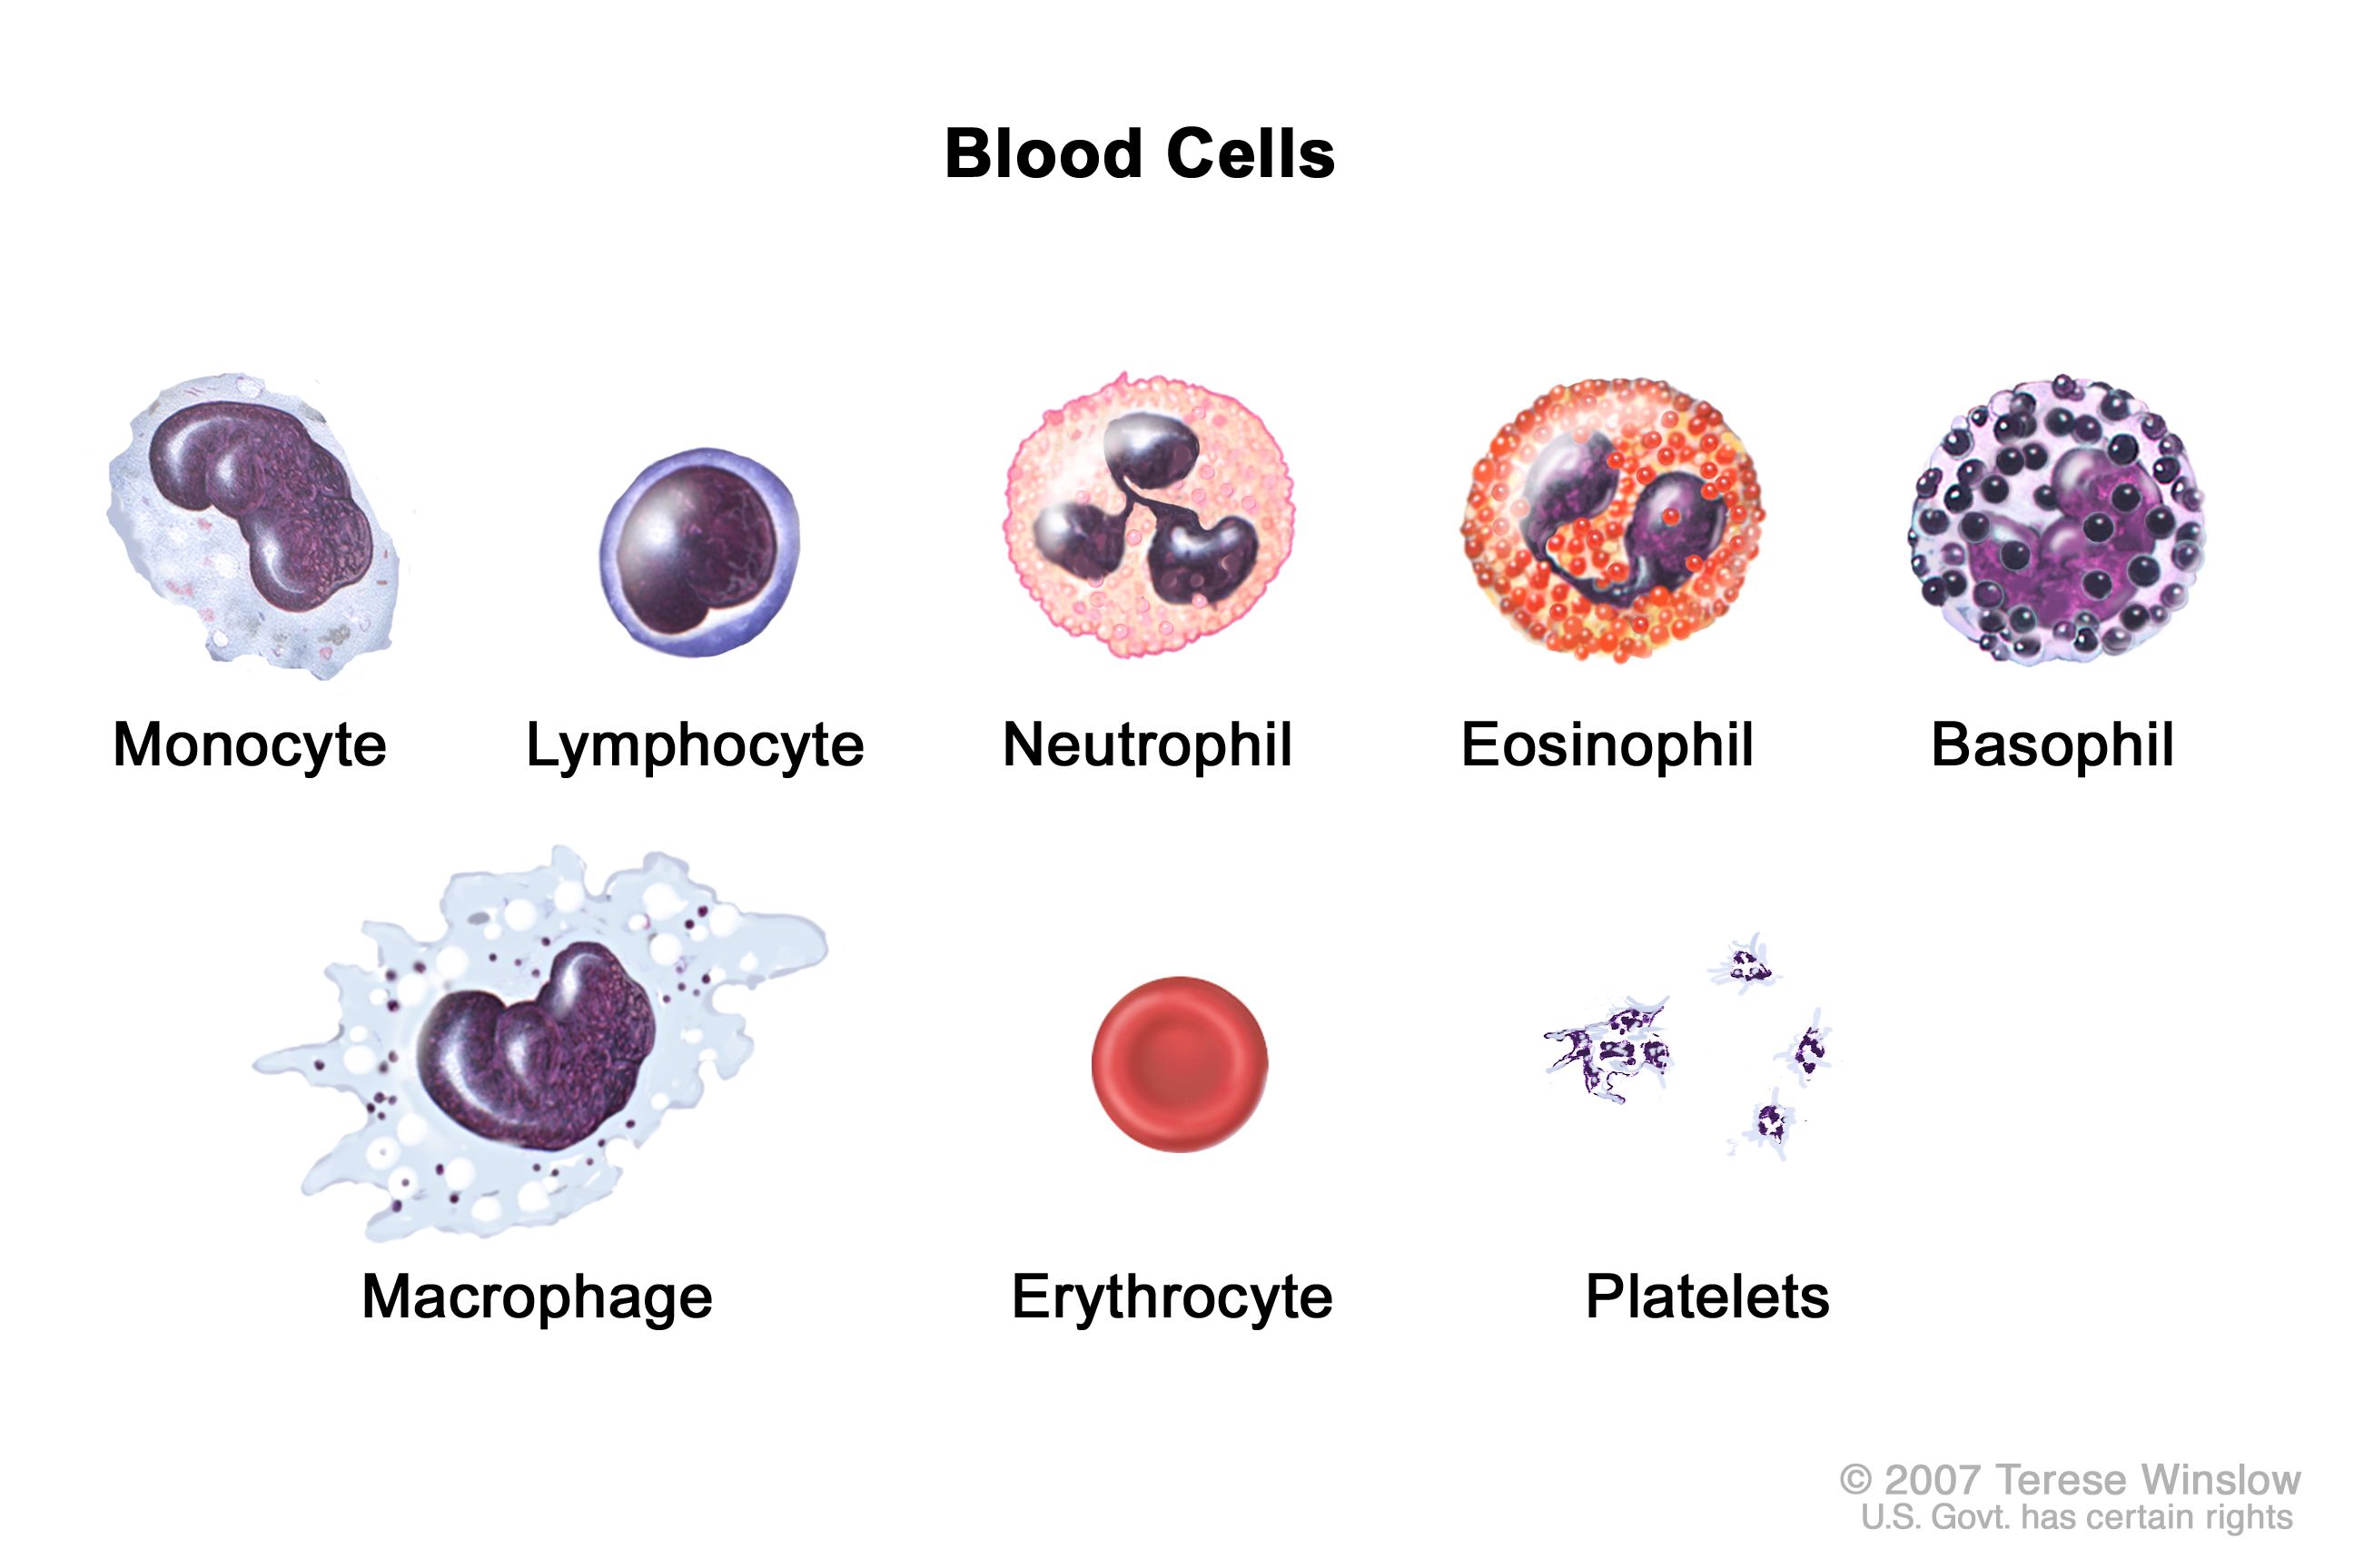 Blood Cells
Monocyte
Lymphocyte
Neutrophil
Eosinophil
Basophil
Macrophage
Erythrocyte
Platelets
© 2007 Terese Winslow
U.S. Govt. has certain rights